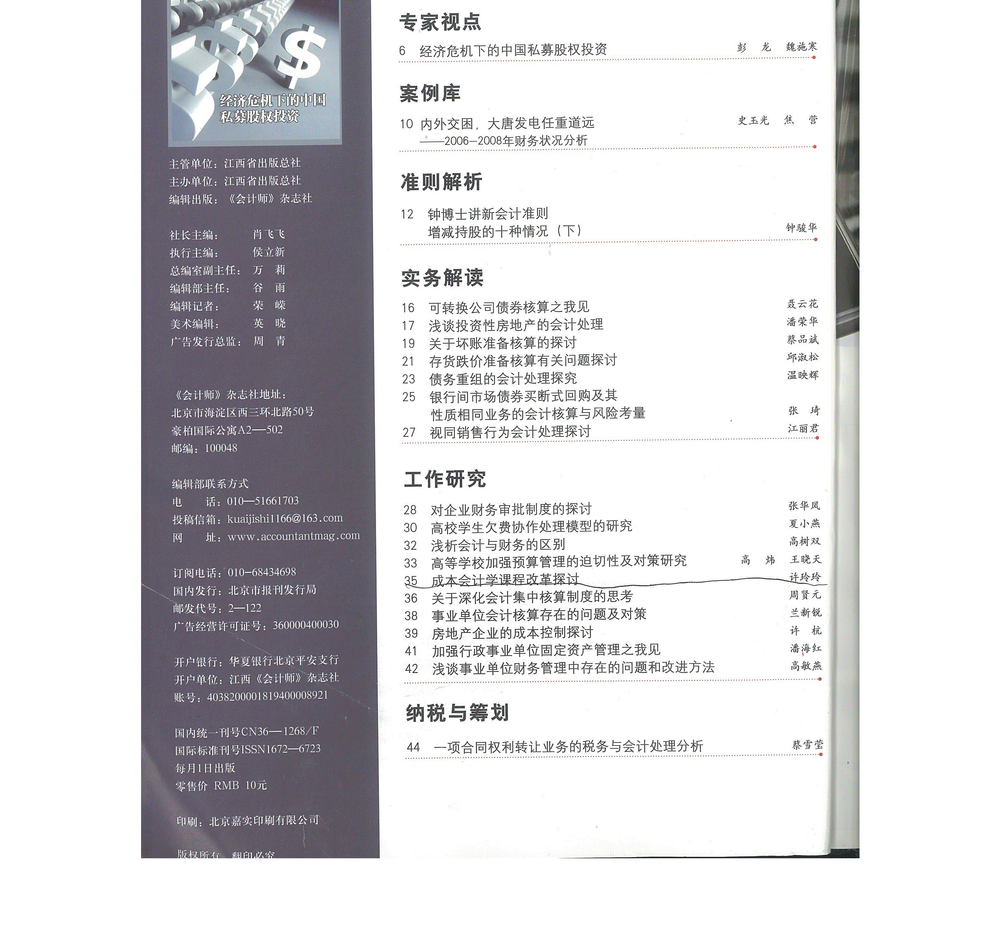 经济危机下的中国
私募股权投资
主管单位：江西省出版总社
主办单位：江西省出版总社
编辑出版：《会计师》杂志社
社长主编： 肖飞飞
执行主编： 侯立新
总编室副主任： 万 莉
编辑部主任： 谷 雨
编辑记者： 荣 嵘
美术编辑： 英 晓
广告发行总监： 周 青
《会计师》杂志社地址：
北京市海淀区西三环北路50号
豪柏国际公寓A2—502
邮编：100048
编辑部联系方式
电 话：010—51661703
投稿信箱：kuaijishi1166@163.com
网 址：www.accountantmag.com
订阅电话：010-68434698
国内发行：北京市报刊发行局
邮发代号：2—122
广告经营许可证号：360000400030
开户银行：华夏银行北京平安支行
开户单位：江西《会计师》杂志社
账号：4038200001819400008921
国内统一刊号CN36—1268/F
国际标准刊号ISSN1672—6723
每月1日出版
零售价 RMB 10元
印刷：北京嘉实印刷有限公司
版权所有 翻印必究
专家视点
6 经济危机下的中国私募股权投资 彭 龙 魏施寒
案例库
10 内外交困，大唐发电任重道远 史玉光 焦 营
——2006-2008年财务状况分析
准则解析
12 钟博士讲新会计准则
增减持股的十种情况（下） 钟骏华
实务解读
16 可转换公司债券核算之我见 聂云花
17 浅谈投资性房地产的会计处理 潘荣华
19 关于坏账准备核算的探讨 蔡品斌
21 存货跌价准备核算有关问题探讨 邱淑松
23 债务重组的会计处理探究 温映辉
25 银行间市场债券买断式回购及其
性质相同业务的会计核算与风险考量 张 琦
27 视同销售行为会计处理探讨 江丽君
工作研究
28 对企业财务审批制度的探讨 张华凤
30 高校学生欠费协作处理模型的研究 夏小燕
32 浅析会计与财务的区别 高树双
33 高等学校加强预算管理的迫切性及对策研究 高 炜 王晓天
35 成本会计学课程改革探讨 许玲玲
36 关于深化会计集中核算制度的思考 周贤元
38 事业单位会计核算存在的问题及对策 兰新锐
39 房地产企业的成本控制探讨 许 杭
41 加强行政事业单位固定资产管理之我见 潘海红
42 浅谈事业单位财务管理中存在的问题和改进方法 高敏燕
纳税与筹划
44 一项合同权利转让业务的税务与会计处理分析 蔡雪莹